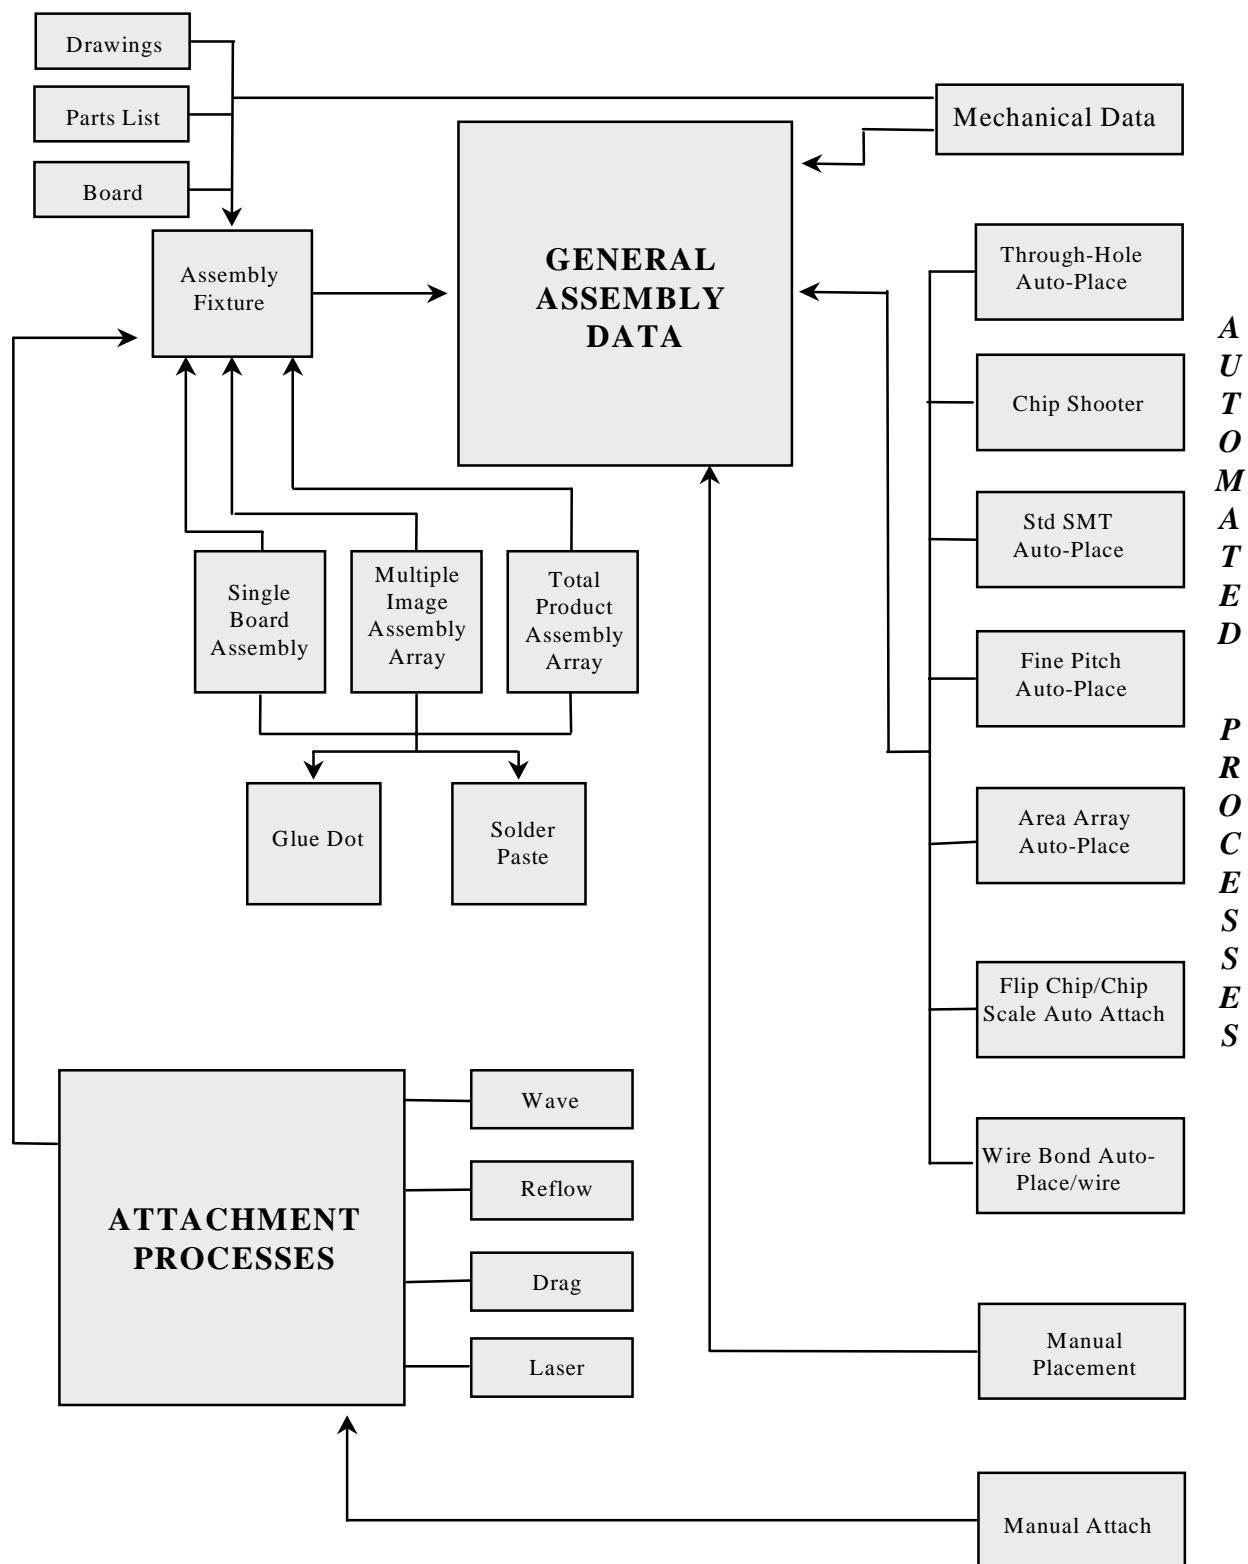 Drawings
Parts List
Board
Mechanical Data
Assembly
Fixture
GENERAL
ASSEMBLY
DATA
Through-Hole
Auto-Place
Chip Shooter
Std SMT
Auto-Place
Fine Pitch
Auto-Place
Area Array
Auto-Place
Flip Chip/Chip
Scale Auto Attach
Wire Bond Auto-
Place/wire
AUTOMATED PROCESSES
Single
Board
Assembly
Multiple
Image
Assembly
Array
Total
Product
Assembly
Array
Glue Dot
Solder
Paste
ATTACHMENT
PROCESSES
Wave
Reflow
Drag
Laser
Manual
Placement
Manual Attach